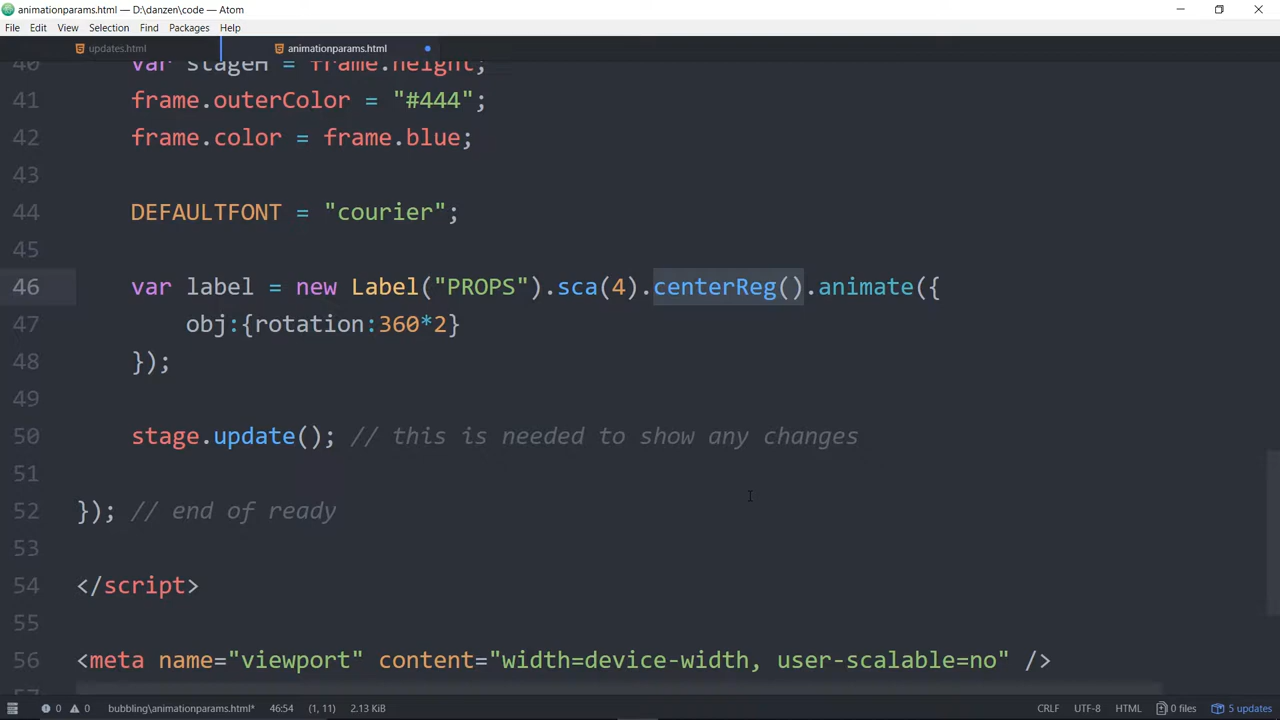 animationparams.html — D:\danzen\code — Atom
File Edit View Selection Find Packages Help
updates.html animationparams.html
40 var stageH = frame.height;
41 frame.outerColor = "#444";
42 frame.color = frame.blue;
43
44 DEFAULTFONT = "courier";
45
46 var label = new Label("PROPS").sca(4).centerReg().animate({
47 obj:{rotation:360*2}
48 });
49
50 stage.update(); // this is needed to show any changes
51
52 }); // end of ready
53
54 </script>
55
56 <meta name="viewport" content="width=device-width, user-scalable=no" />
57
0 0 bubbling\animationparams.html* 46:54 (1, 11) 2.13 KiB CRLF UTF-8 HTML 0 files 5 updates